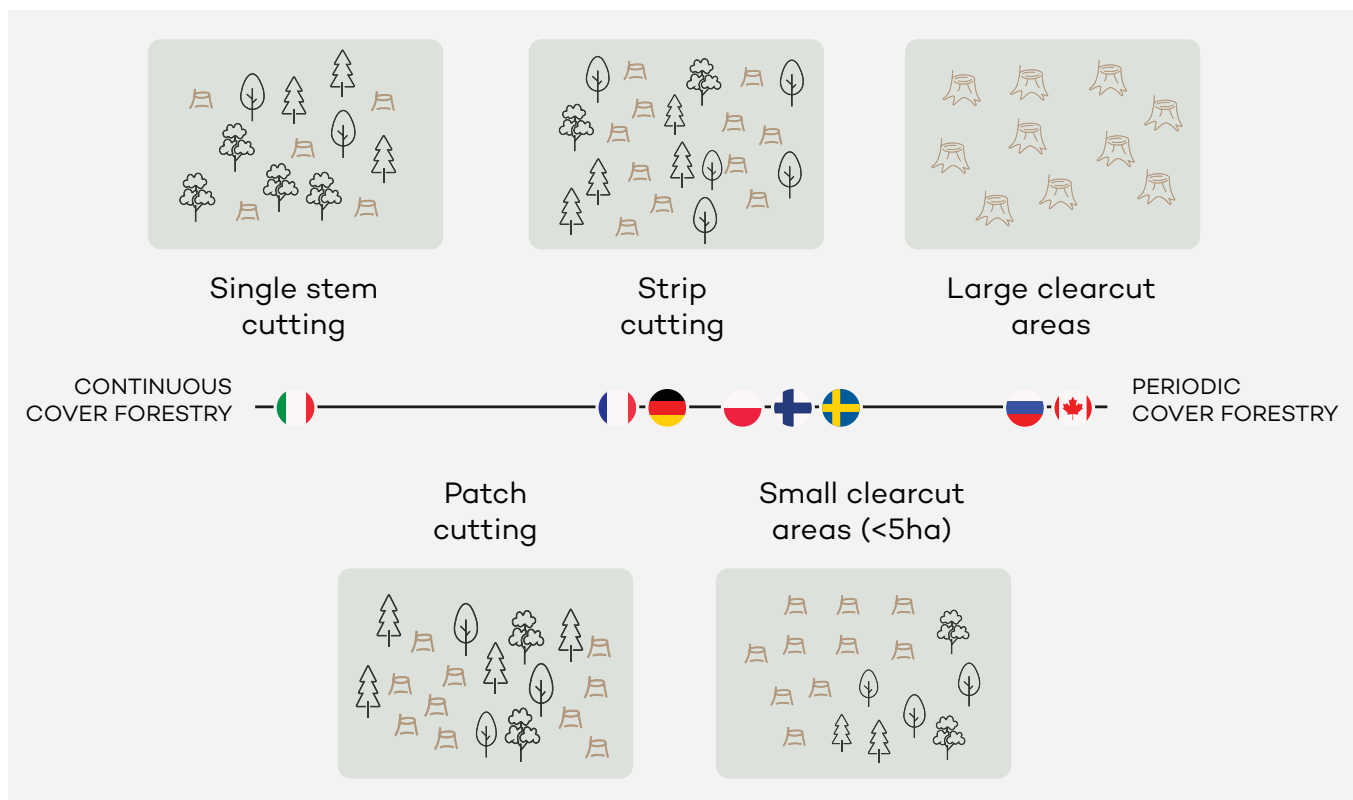 Single stem
cutting
Strip
cutting
Large clearcut
areas
CONTINUOUS
COVER FORESTRY
PERIODIC
COVER FORESTRY
Patch
cutting
Small clearcut
areas (<5ha)